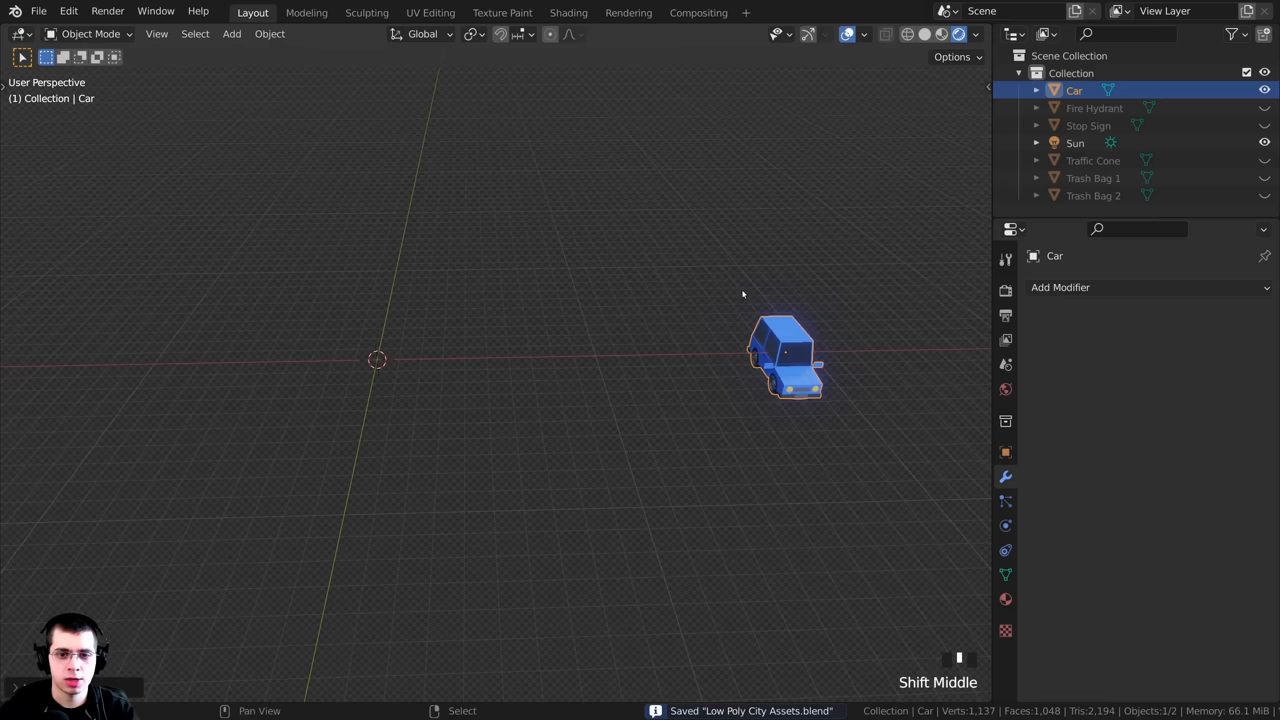 File Edit Render Window Help Layout Modeling Sculpting UV Editing Texture Paint Shading Rendering Compositing + Scene View Layer
Object Mode View Select Add Object Global
Options
User Perspective
(1) Collection | Car
Scene Collection
Collection
Car
Fire Hydrant
Stop Sign
Sun
Traffic Cone
Trash Bag 1
Trash Bag 2
Car
Add Modifier
Shift Middle
Pan View Select Saved "Low Poly City Assets.blend" Collection | Car | Verts:1,137 | Faces:1,048 | Tris:2,194 | Objects:1/2 | Memory: 66.1 MiB